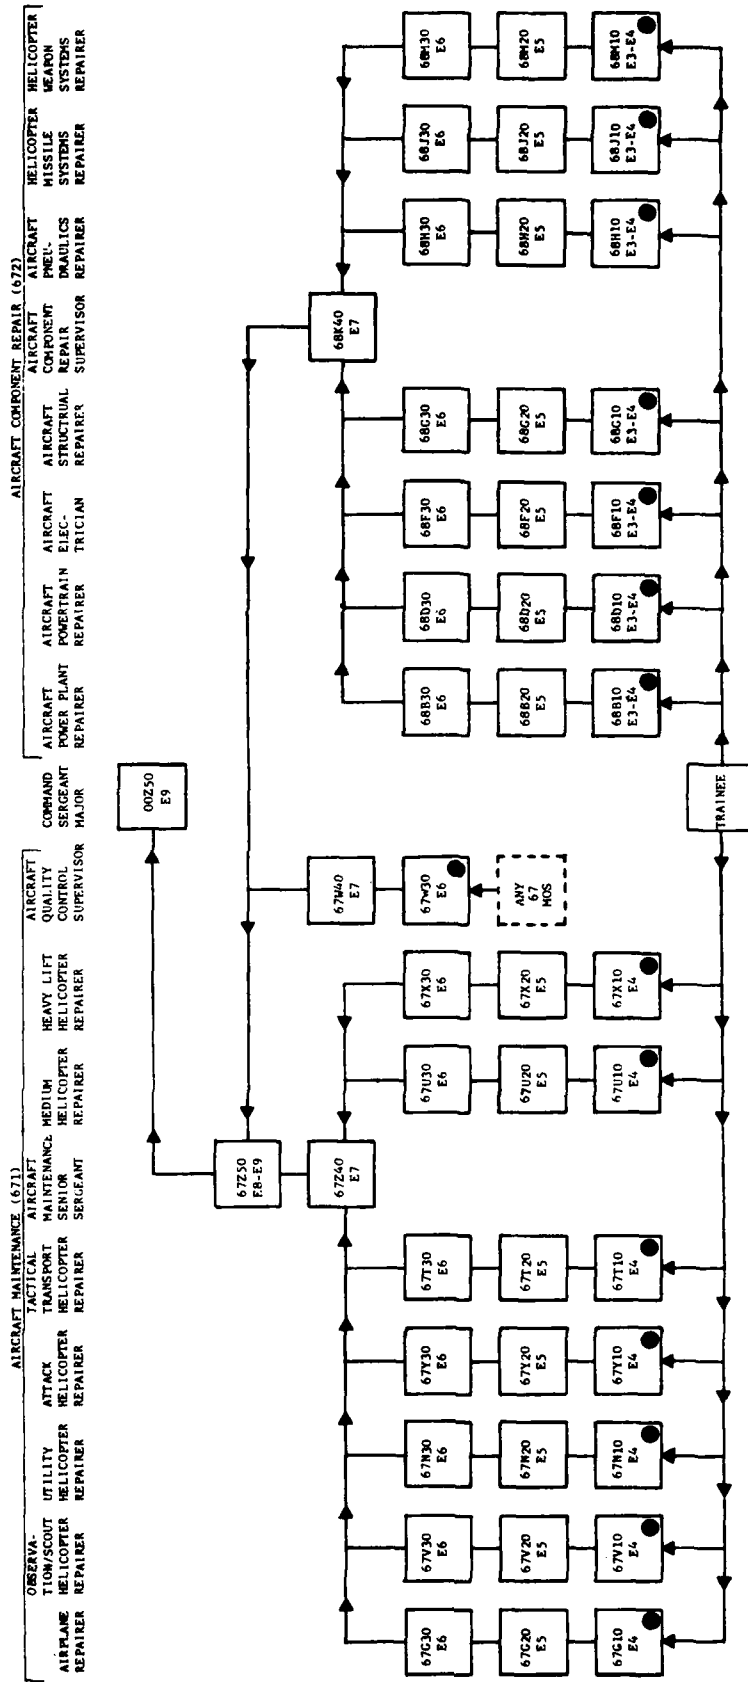 AIRCRAFT MAINTENANCE (671)
AIRCRAFT COMPONENT REPAIR (672)
AIRPLANE
REPAIRER
OBSERVA-
TION/SCOUT
HELICOPTER
REPAIRER
UTILITY
HELICOPTER
REPAIRER
ATTACK
HELICOPTER
REPAIRER
TACTICAL
TRANSPORT
HELICOPTER
REPAIRER
AIRCRAFT
MAINTENANCE
SENIOR
SERGEANT
MEDIUM
HELICOPTER
REPAIRER
HEAVY LIFT
HELICOPTER
REPAIRER
AIRCRAFT
QUALITY
CONTROL
SUPERVISOR
COMMAND
SERGEANT
MAJOR
AIRCRAFT
POWER PLANT
REPAIRER
AIRCRAFT
POWERTRAIN
REPAIRER
AIRCRAFT
ELEC-
TRICIAN
AIRCRAFT
STRUCTRUAL
REPAIRER
AIRCRAFT
COMPONENT
REPAIR
SUPERVISOR
AIRCRAFT
PNEU-
DRAULICS
REPAIRER
HELICOPTER
MISSILE
SYSTEMS
REPAIRER
HELICOPTER
WEAPON
SYSTEMS
REPAIRER
00Z50
E9
67Z50
E8-E9
67Z40
E7
67W40
E7
68K40
E7
67G30
E6
67V30
E6
67N30
E6
67Y30
E6
67T30
E6
67U30
E6
67X30
E6
67W30
E6
68B30
E6
68D30
E6
68F30
E6
68G30
E6
68H30
E6
68J30
E6
68M30
E6
67G20
E5
67V20
E5
67N20
E5
67Y20
E5
67T20
E5
67U20
E5
67X20
E5
ANY
67
MOS
68B20
E5
68D20
E5
68F20
E5
68G20
E5
68H20
E5
68J20
E5
68M20
E5
67G10
E4
67V10
E4
67N10
E4
67Y10
E4
67T10
E4
67U10
E4
67X10
E4
68B10
E3-E4
68D10
E3-E4
68F10
E3-E4
68G10
E3-E4
68H10
E3-E4
68J10
E3-E4
68M10
E3-E4
TRAINEE